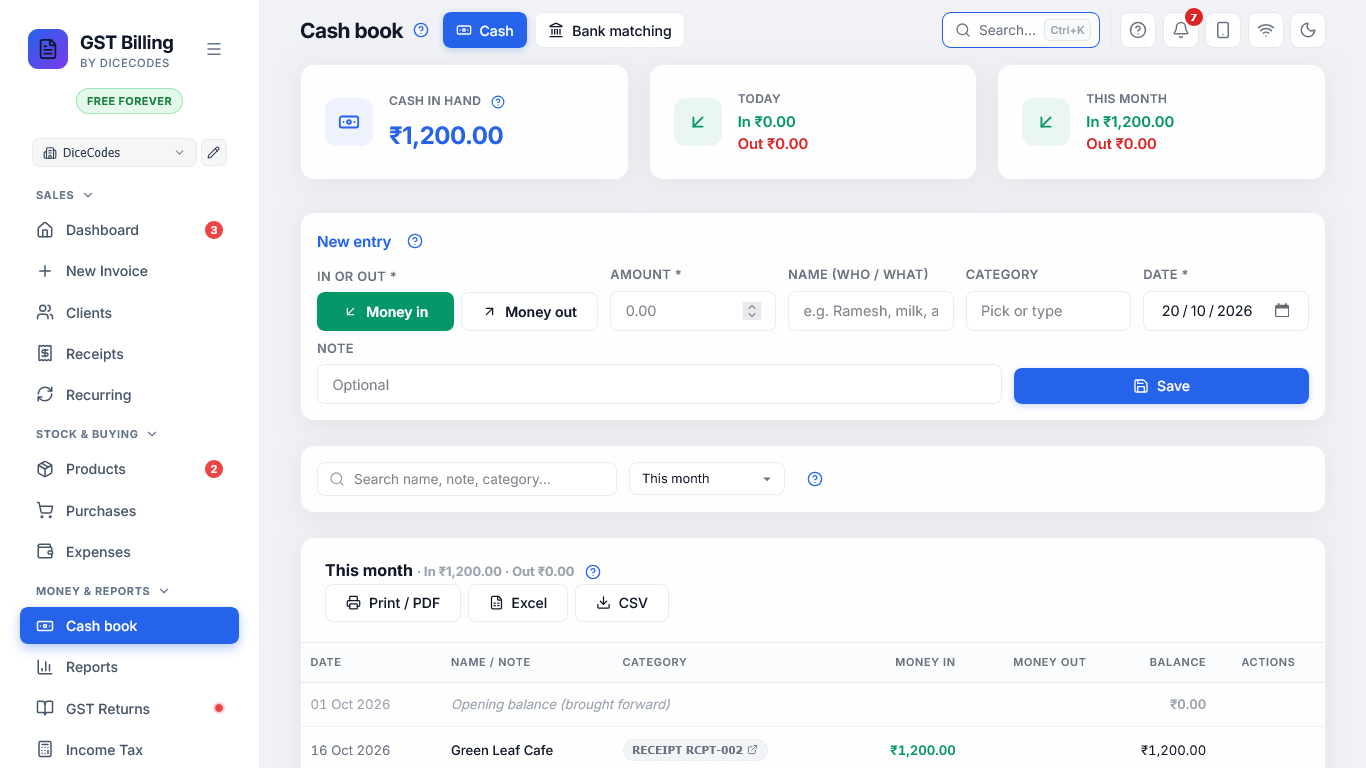 GST Billing
BY DICECODES
FREE FOREVER
DiceCodes
SALES
Dashboard 3
New Invoice
Clients
Receipts
Recurring
STOCK & BUYING
Products 2
Purchases
Expenses
MONEY & REPORTS
Cash book
Reports
GST Returns
Income Tax
Cash book Cash Bank matching Search... Ctrl+K 7
CASH IN HAND
₹1,200.00
TODAY
In ₹0.00
Out ₹0.00
THIS MONTH
In ₹1,200.00
Out ₹0.00
New entry
IN OR OUT * AMOUNT * NAME (WHO / WHAT) CATEGORY DATE *
Money in Money out 0.00 e.g. Ramesh, milk, a Pick or type 20/10/2026
NOTE
Optional Save
Search name, note, category... This month
This month · In ₹1,200.00 · Out ₹0.00
Print / PDF Excel CSV
DATE NAME / NOTE CATEGORY MONEY IN MONEY OUT BALANCE ACTIONS
01 Oct 2026 Opening balance (brought forward) ₹0.00
16 Oct 2026 Green Leaf Cafe RECEIPT RCPT-002 ₹1,200.00 ₹1,200.00